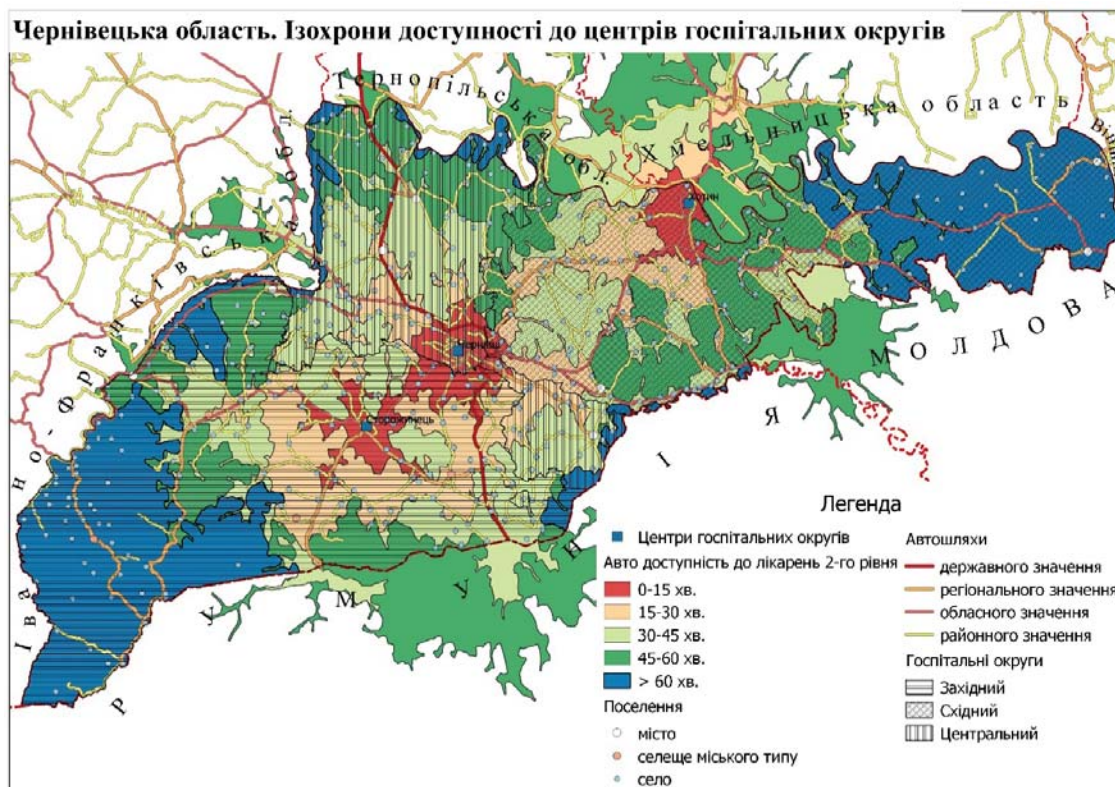 Чернівецька область. Ізохрони доступності до центрів госпітальних округів
Тернопільська обл.
Хмельницька область
Івано-Франківська обл.
Хотин
Чернівці
Сторожинець
МОЛДОВА
РУМУНІЯ
Легенда
Центри госпітальних округів
Авто доступність до лікарень 2-го рівня
0-15 хв.
15-30 хв.
30-45 хв.
45-60 хв.
> 60 хв.
Поселення
місто
селеще міського типу
село
Автошляхи
державного значення
регіонального значення
обласного значення
районного значення
Госпітальні округи
Західний
Східний
Центральний